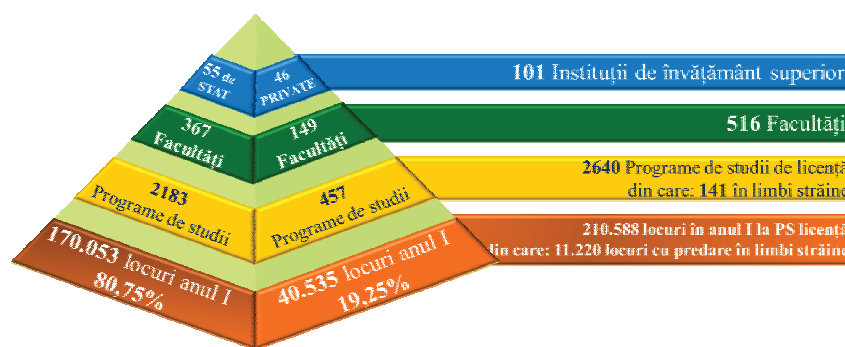 55 de
STAT
46
PRIVATE
101 Instituții de învățământ superior
367
Facultăți
149
Facultăți
516 Facultăți
2183
Programe de studii
457
Programe de studii
2640 Programe de studii de licență
din care: 141 în limbi străine
170.053 locuri anul I
80,75%
40.535 locuri anul I
19,25%
210.588 locuri în anul I la PS licență
din care: 11.220 locuri cu predare în limbi străine